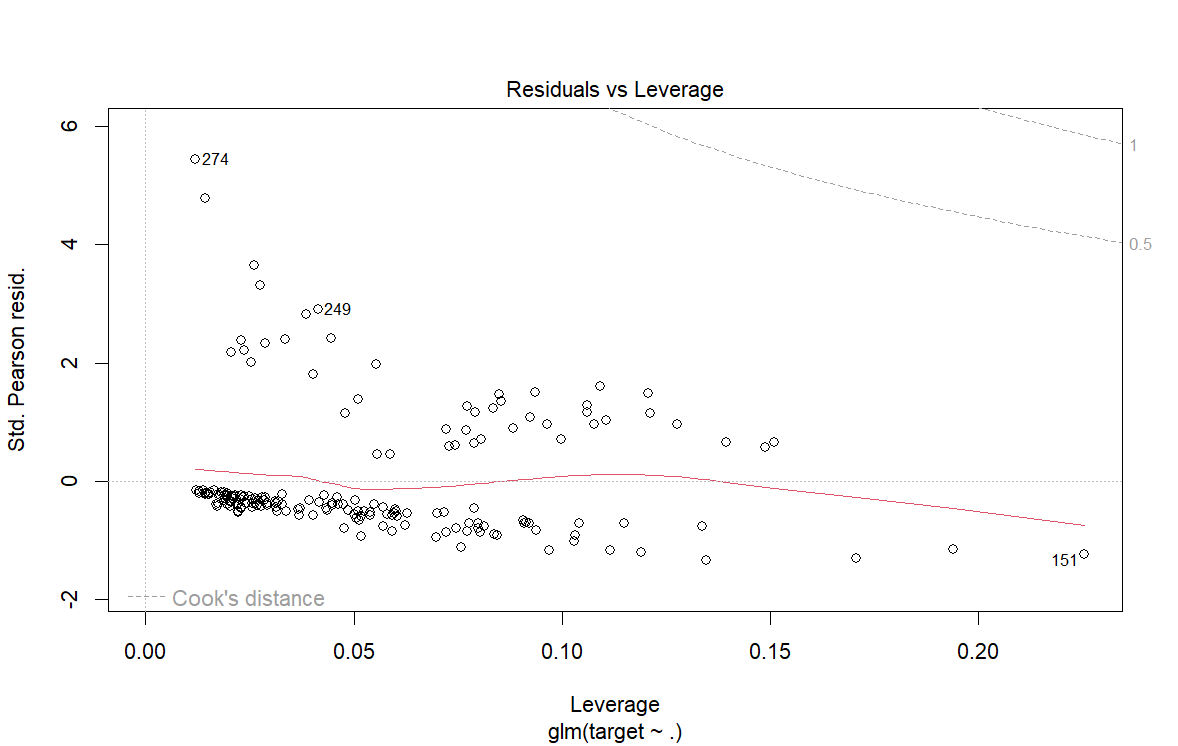 Residuals vs Leverage
6
4
2
0
-2
Std. Pearson resid.
274
249
151
1
0.5
Cook's distance
0.00 0.05 0.10 0.15 0.20
Leverage
glm(target ~ .)